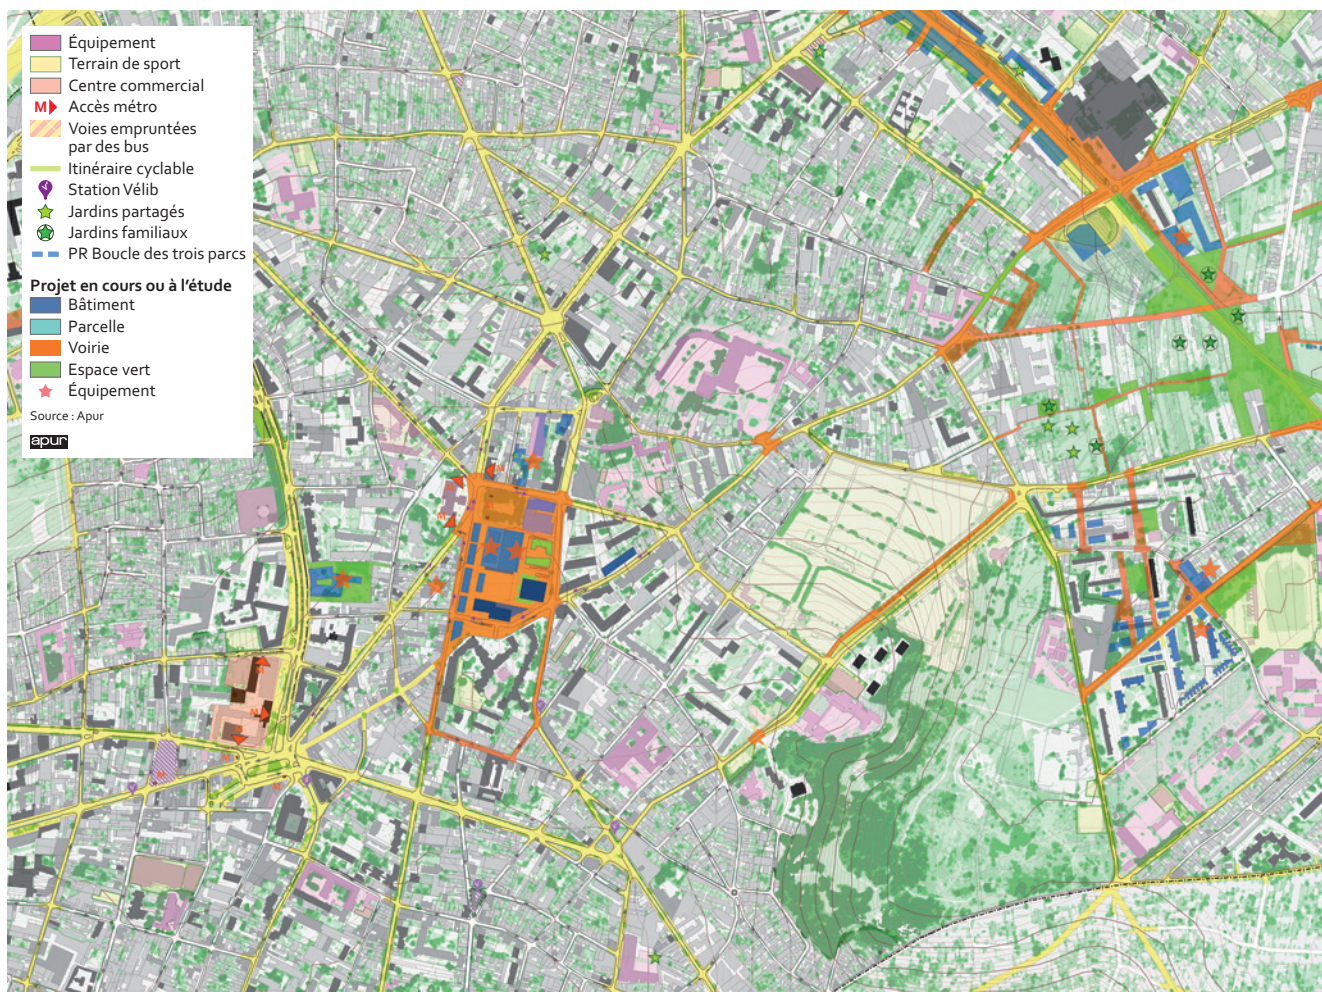 Équipement
Terrain de sport
Centre commercial
M Accès métro
Voies empruntées
par des bus
Itinéraire cyclable
Station Vélib
Jardins partagés
Jardins familiaux
PR Boucle des trois parcs
Projet en cours ou à l'étude
Bâtiment
Parcelle
Voirie
Espace vert
Équipement
Source : Apur
apur
M
M
M
M
M
M
M
M